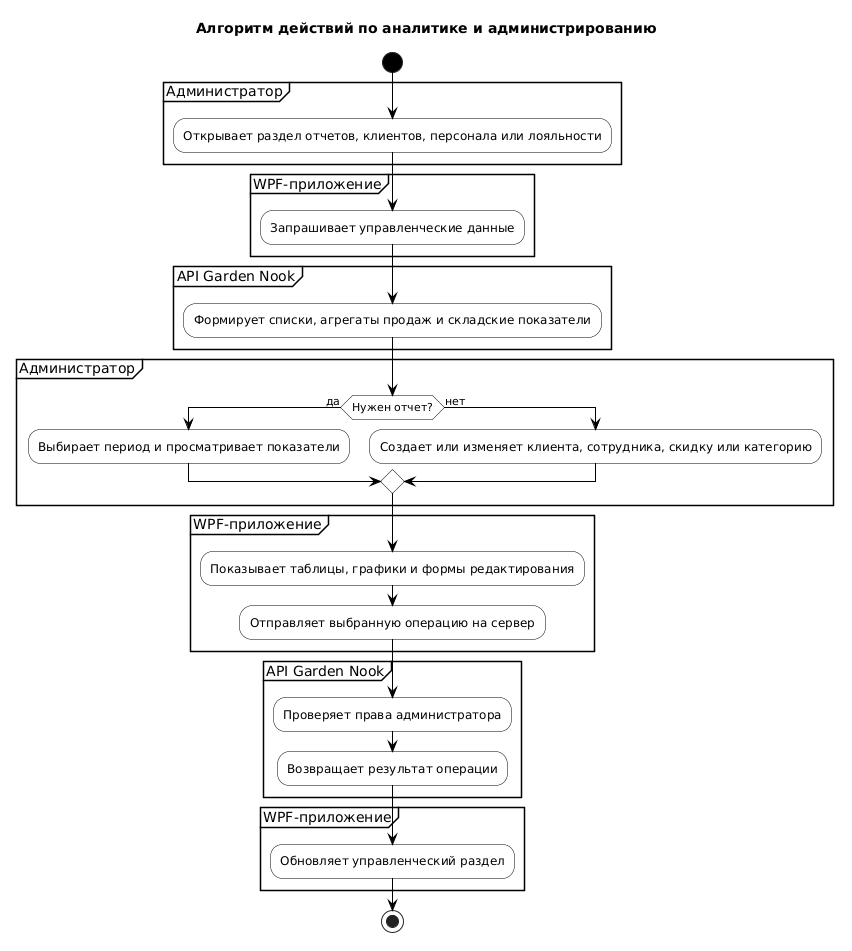 Алгоритм действий по аналитике и администрированию
Администратор
Открывает раздел отчетов, клиентов, персонала или лояльности
WPF-приложение
Запрашивает управленческие данные
API Garden Nook
Формирует списки, агрегаты продаж и складские показатели
Администратор
да
Нужен отчет?
нет
Выбирает период и просматривает показатели
Создает или изменяет клиента, сотрудника, скидку или категорию
WPF-приложение
Показывает таблицы, графики и формы редактирования
Отправляет выбранную операцию на сервер
API Garden Nook
Проверяет права администратора
Возвращает результат операции
WPF-приложение
Обновляет управленческий раздел